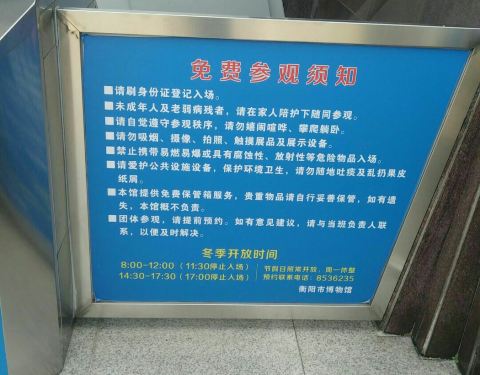 免费参观须知
■请刷身份证登记入场。
■未成年人及老弱病残者，请在家人陪护下随同参观。
■请自觉遵守参观秩序，请勿嬉闹喧哗、攀爬躺卧。
■请勿吸烟、摄像、拍照、触摸展品及展示设备。
■禁止携带易燃易爆或具有腐蚀性、放射性等危险物品入场。
■请爱护公共设施设备，保护环境卫生，请勿随地吐痰及乱扔果皮
纸屑。
■本馆提供免费保管箱服务，贵重物品请自行妥善保管，如有遗
失，本馆概不负责。
■团体参观，请提前预约。如有意见建议，请与当班负责人联
系，以便及时解决。
冬季开放时间
8:00-12:00（11:30停止入场）
14:30-17:30（17:00停止入场）
节假日照常开放，周一休整
预约联系电话：8536235
衡阳市博物馆